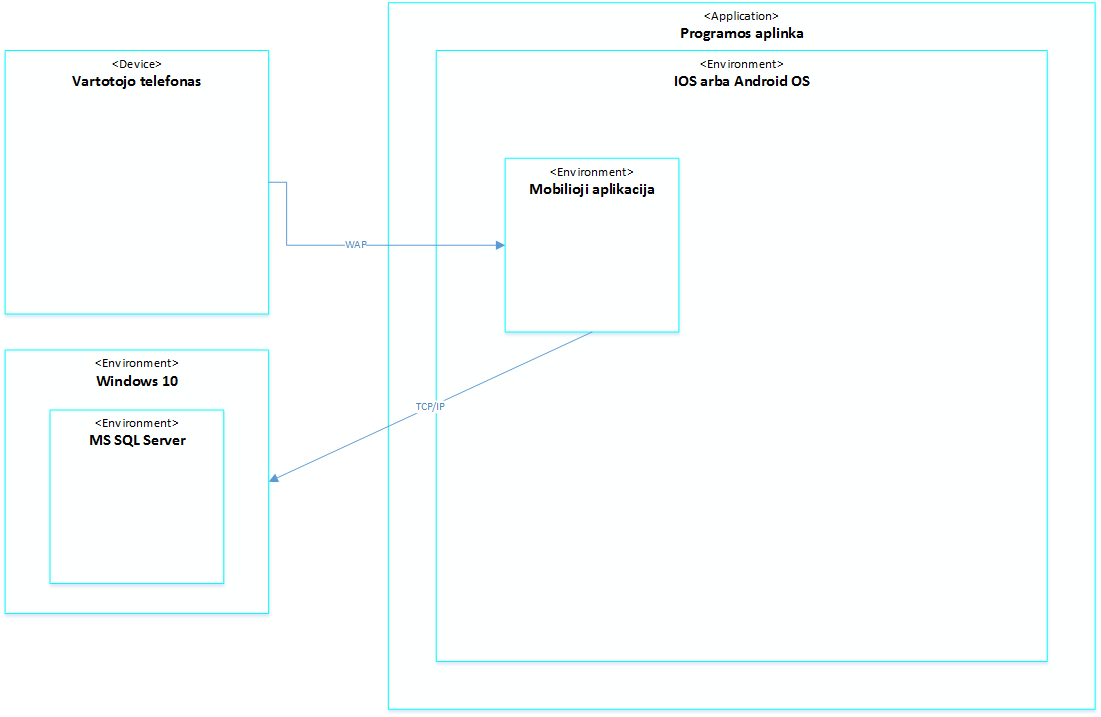 <Application>
Programos aplinka
<Device>
Vartotojo telefonas
<Environment>
IOS arba Android OS
<Environment>
Mobilioji aplikacija
WAP
<Environment>
Windows 10
<Environment>
MS SQL Server
TCP/IP